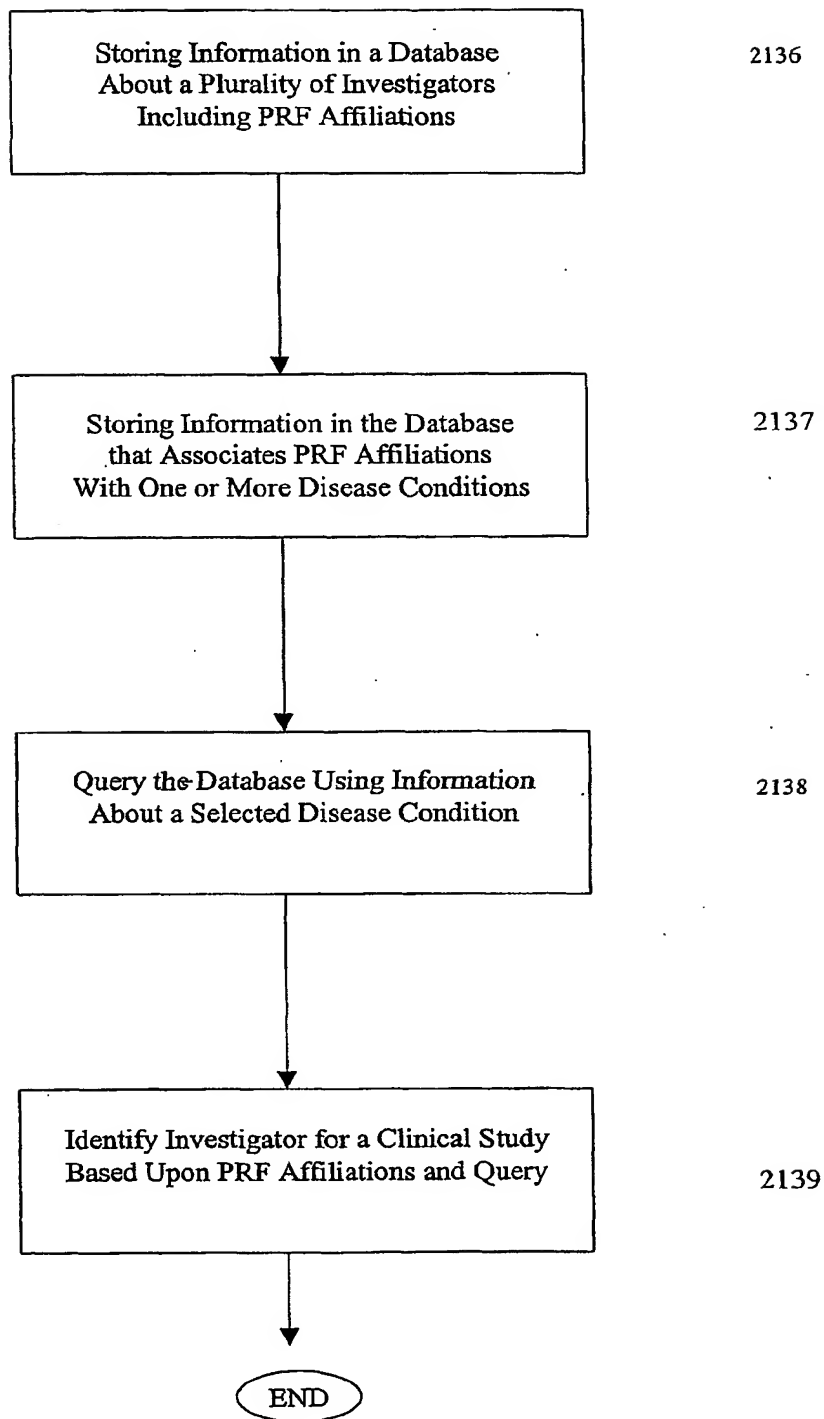 Storing Information in a Database
About a Plurality of Investigators
Including PRF Affiliations
2136
Storing Information in the Database
that Associates PRF Affiliations
With One or More Disease Conditions
2137
Query the Database Using Information
About a Selected Disease Condition
2138
Identify Investigator for a Clinical Study
Based Upon PRF Affiliations and Query
2139
END